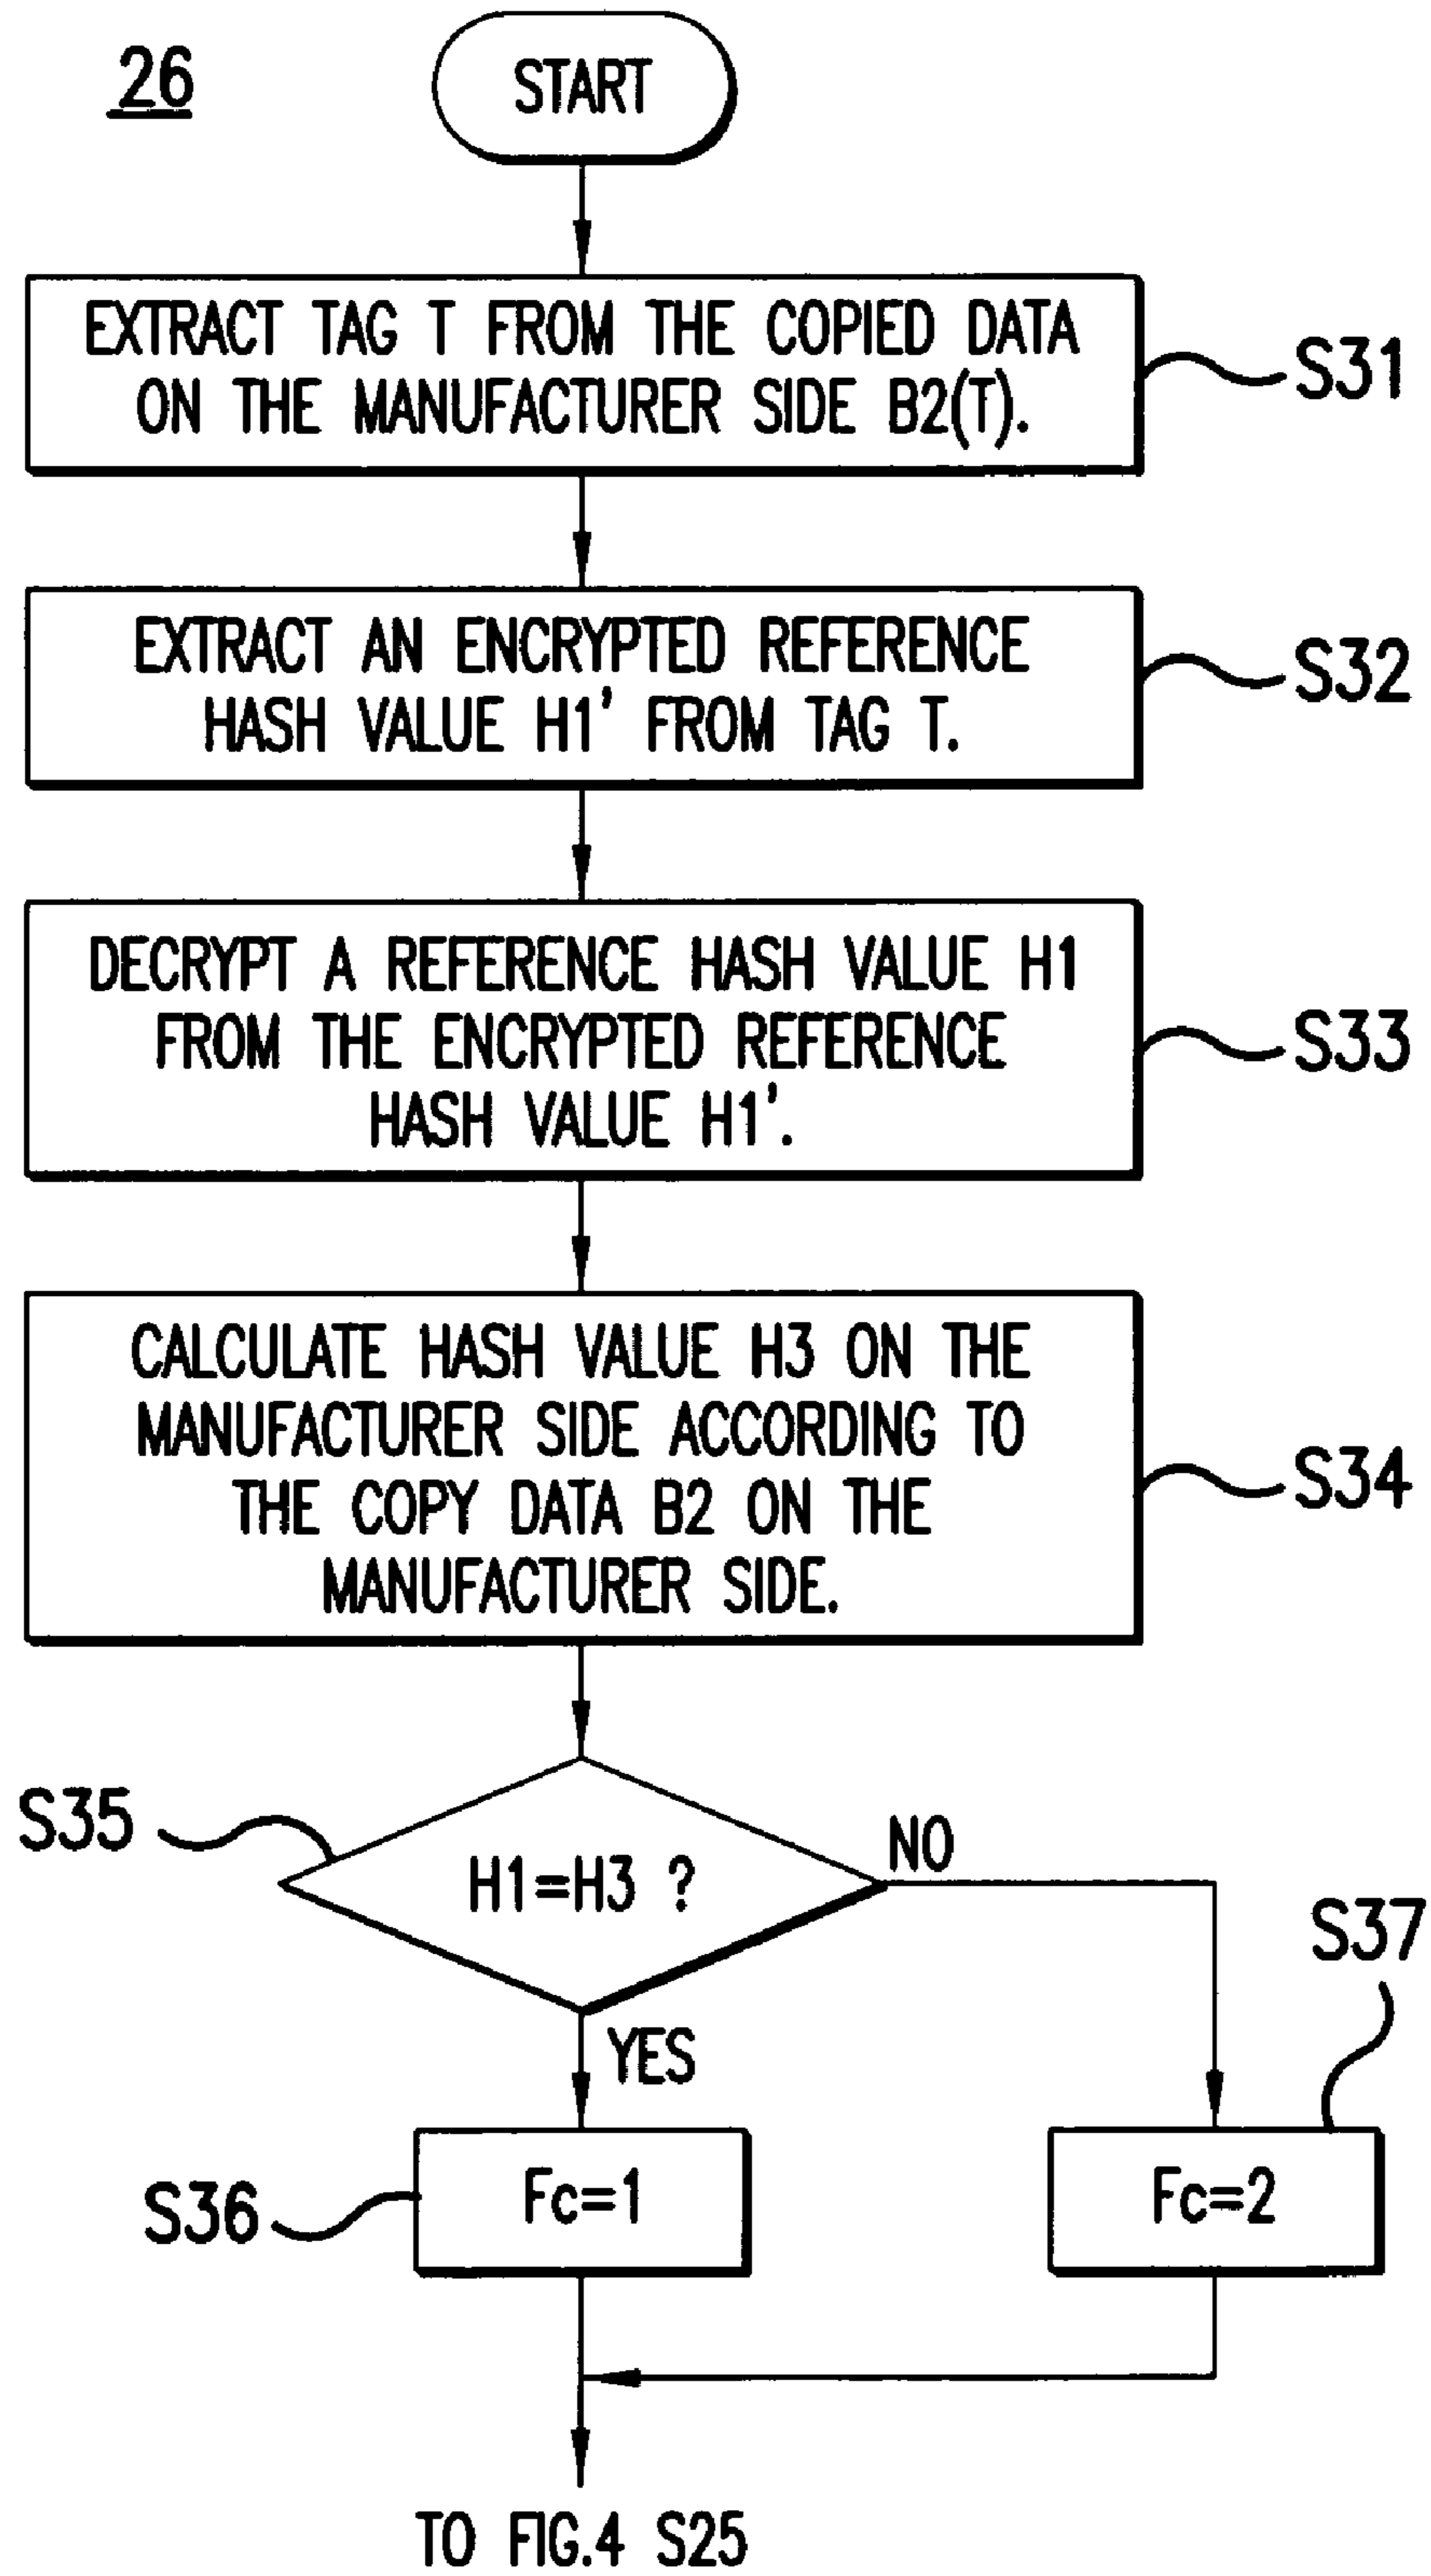 26
START
EXTRACT TAG T FROM THE COPIED DATA
ON THE MANUFACTURER SIDE B2(T).
S31
EXTRACT AN ENCRYPTED REFERENCE
HASH VALUE H1' FROM TAG T.
S32
DECRYPT A REFERENCE HASH VALUE H1
FROM THE ENCRYPTED REFERENCE
HASH VALUE H1'.
S33
CALCULATE HASH VALUE H3 ON THE
MANUFACTURER SIDE ACCORDING TO
THE COPY DATA B2 ON THE
MANUFACTURER SIDE.
S34
S35
H1=H3 ?
NO
YES
S37
S36
Fc=1
Fc=2
TO FIG.4 S25